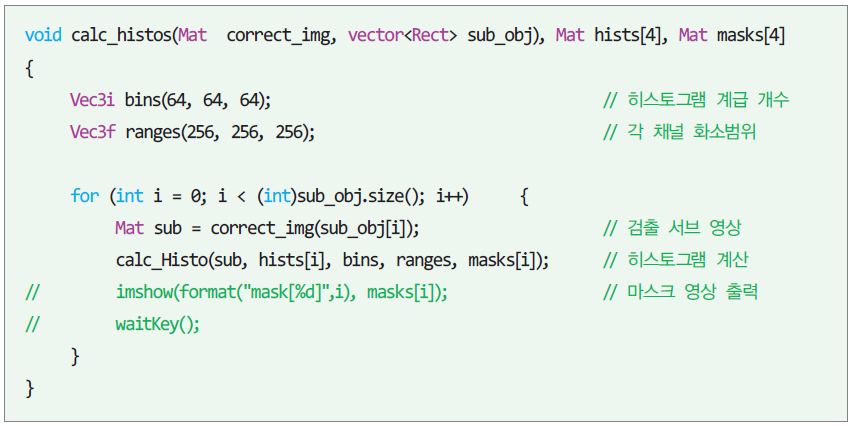 void calc_histos(Mat correct_img, vector<Rect> sub_obj), Mat hists[4], Mat masks[4]
{
Vec3i bins(64, 64, 64); // 히스토그램 계급 개수
Vec3f ranges(256, 256, 256); // 각 채널 화소범위
for (int i = 0; i < (int)sub_obj.size(); i++) {
Mat sub = correct_img(sub_obj[i]); // 검출 서브 영상
calc_Histo(sub, hists[i], bins, ranges, masks[i]); // 히스토그램 계산
// imshow(format("mask[%d]",i), masks[i]); // 마스크 영상 출력
// waitKey();
}
}